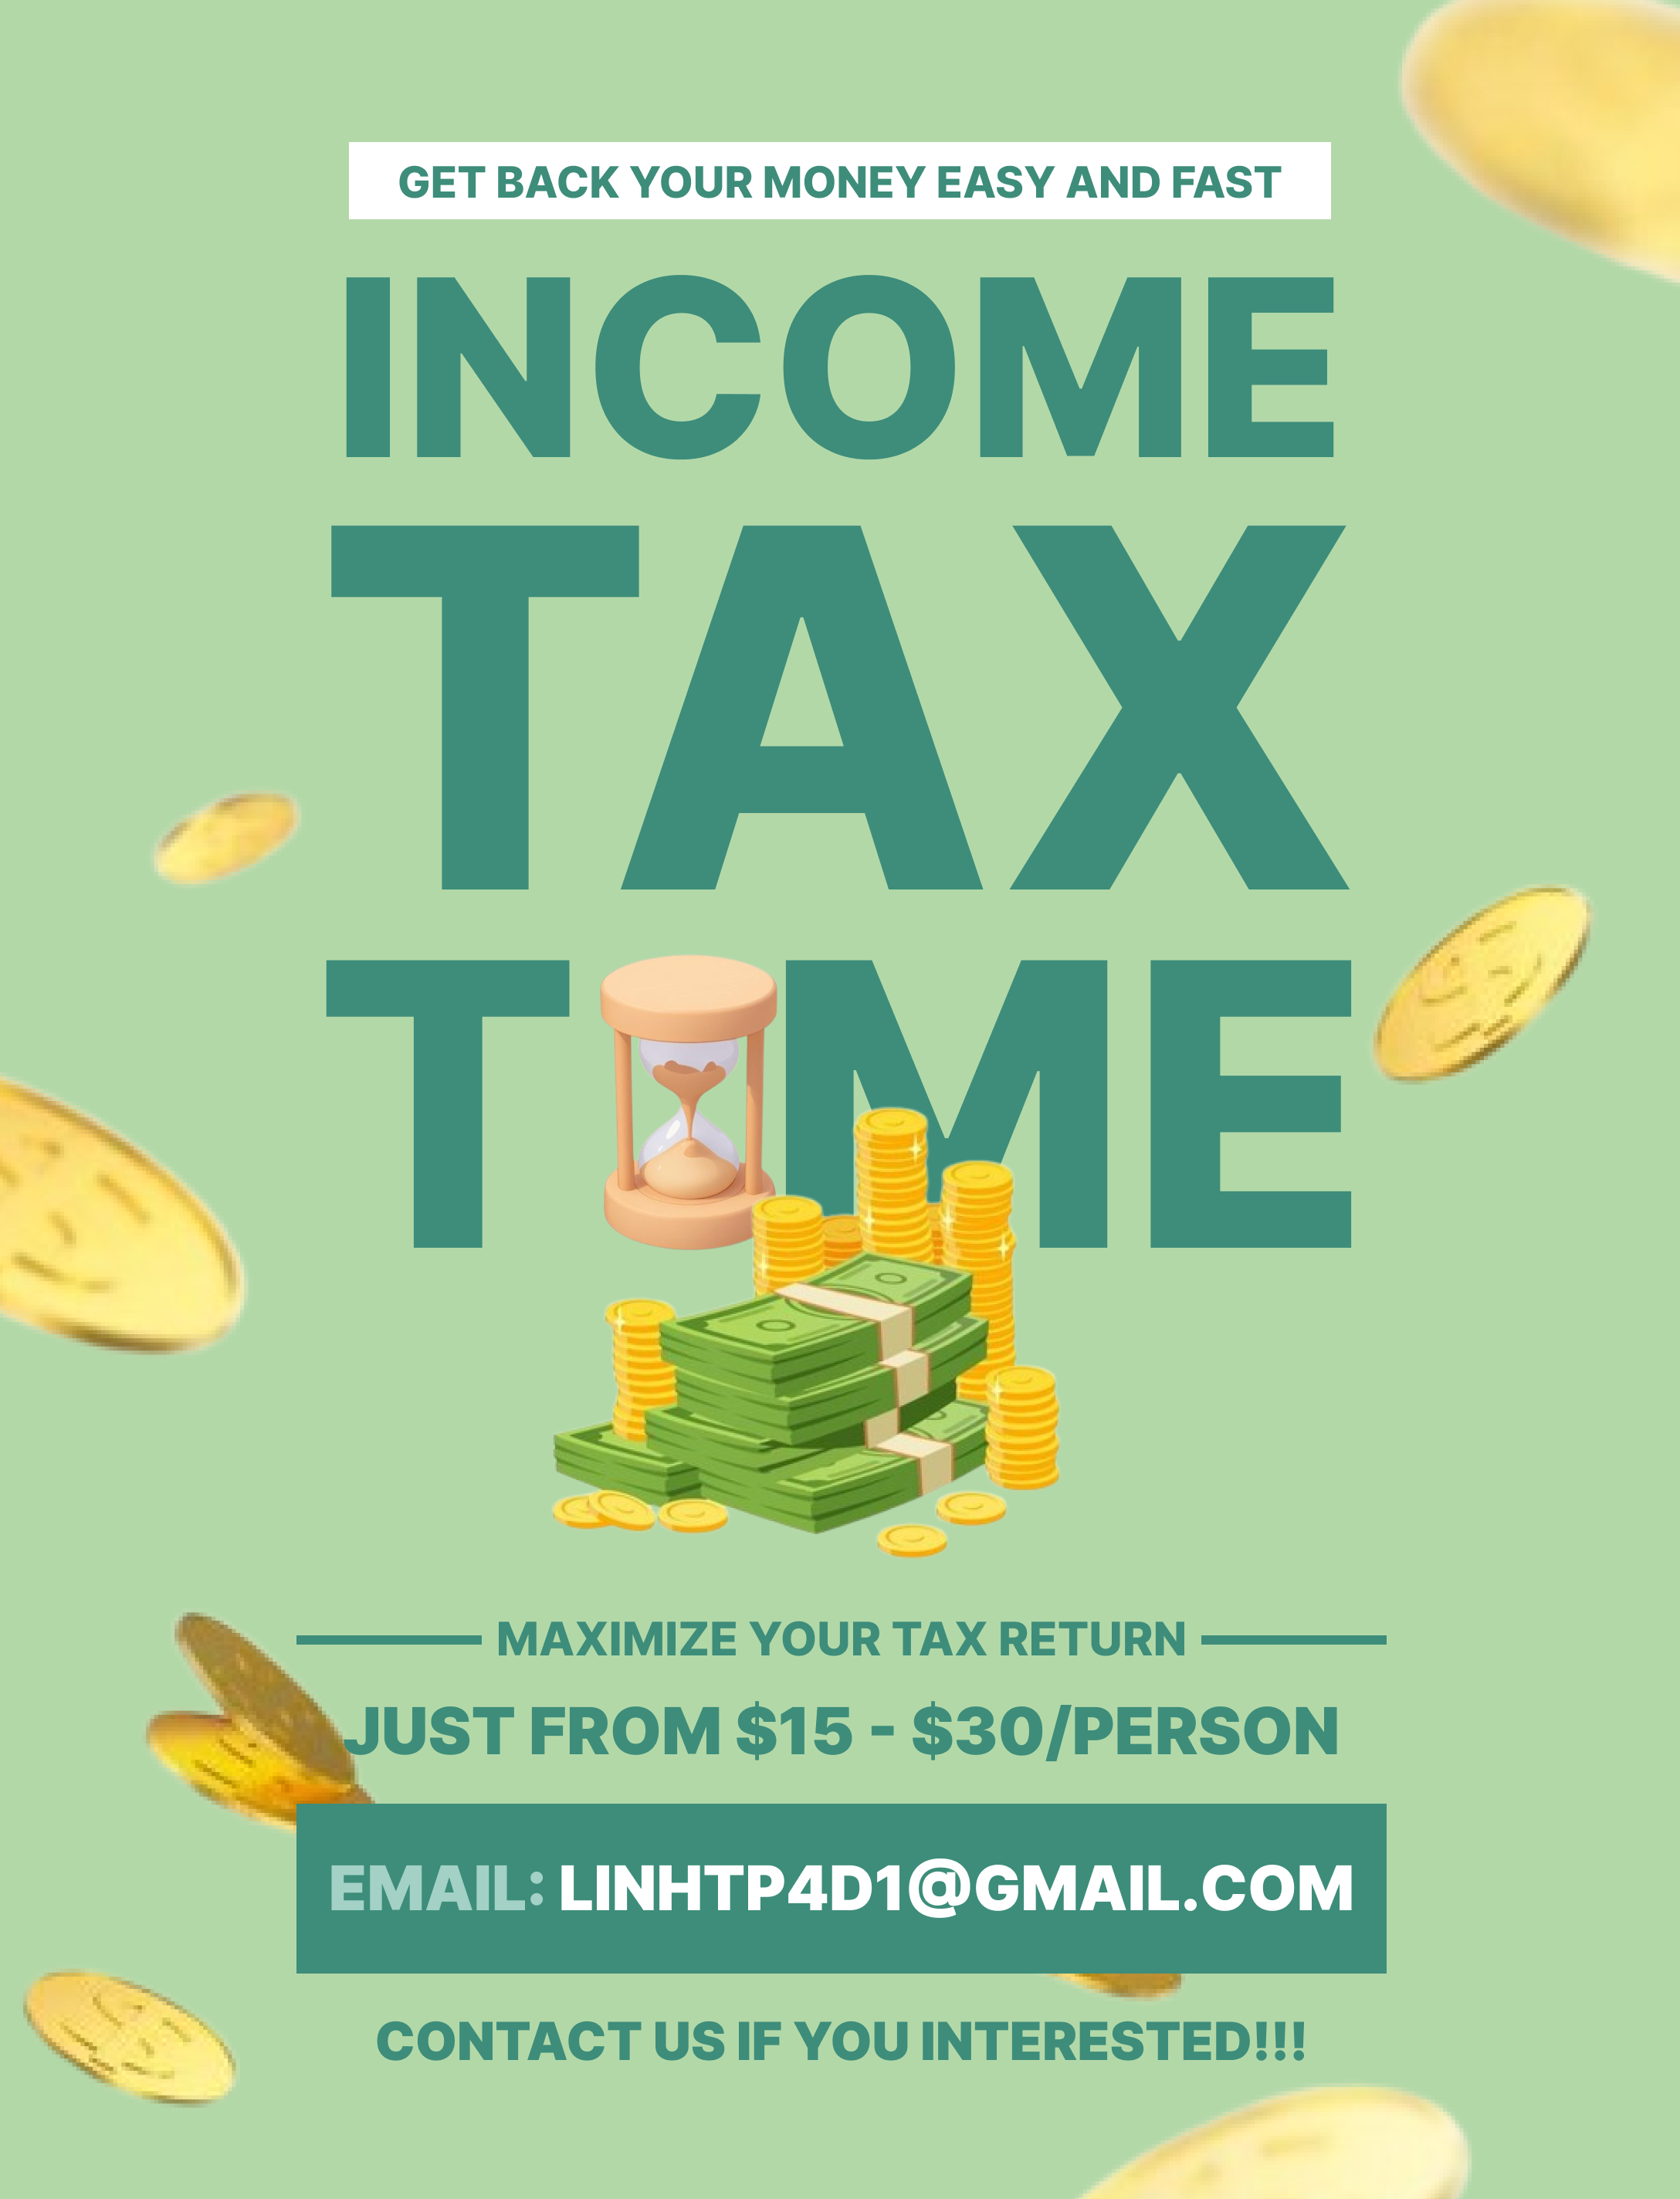 GET BACK YOUR MONEY EASY AND FAST
INCOME
TAX
TIME
MAXIMIZE YOUR TAX RETURN
JUST FROM $15 - $30/PERSON
EMAIL: LINHTP4D1@GMAIL.COM
CONTACT US IF YOU INTERESTED!!!